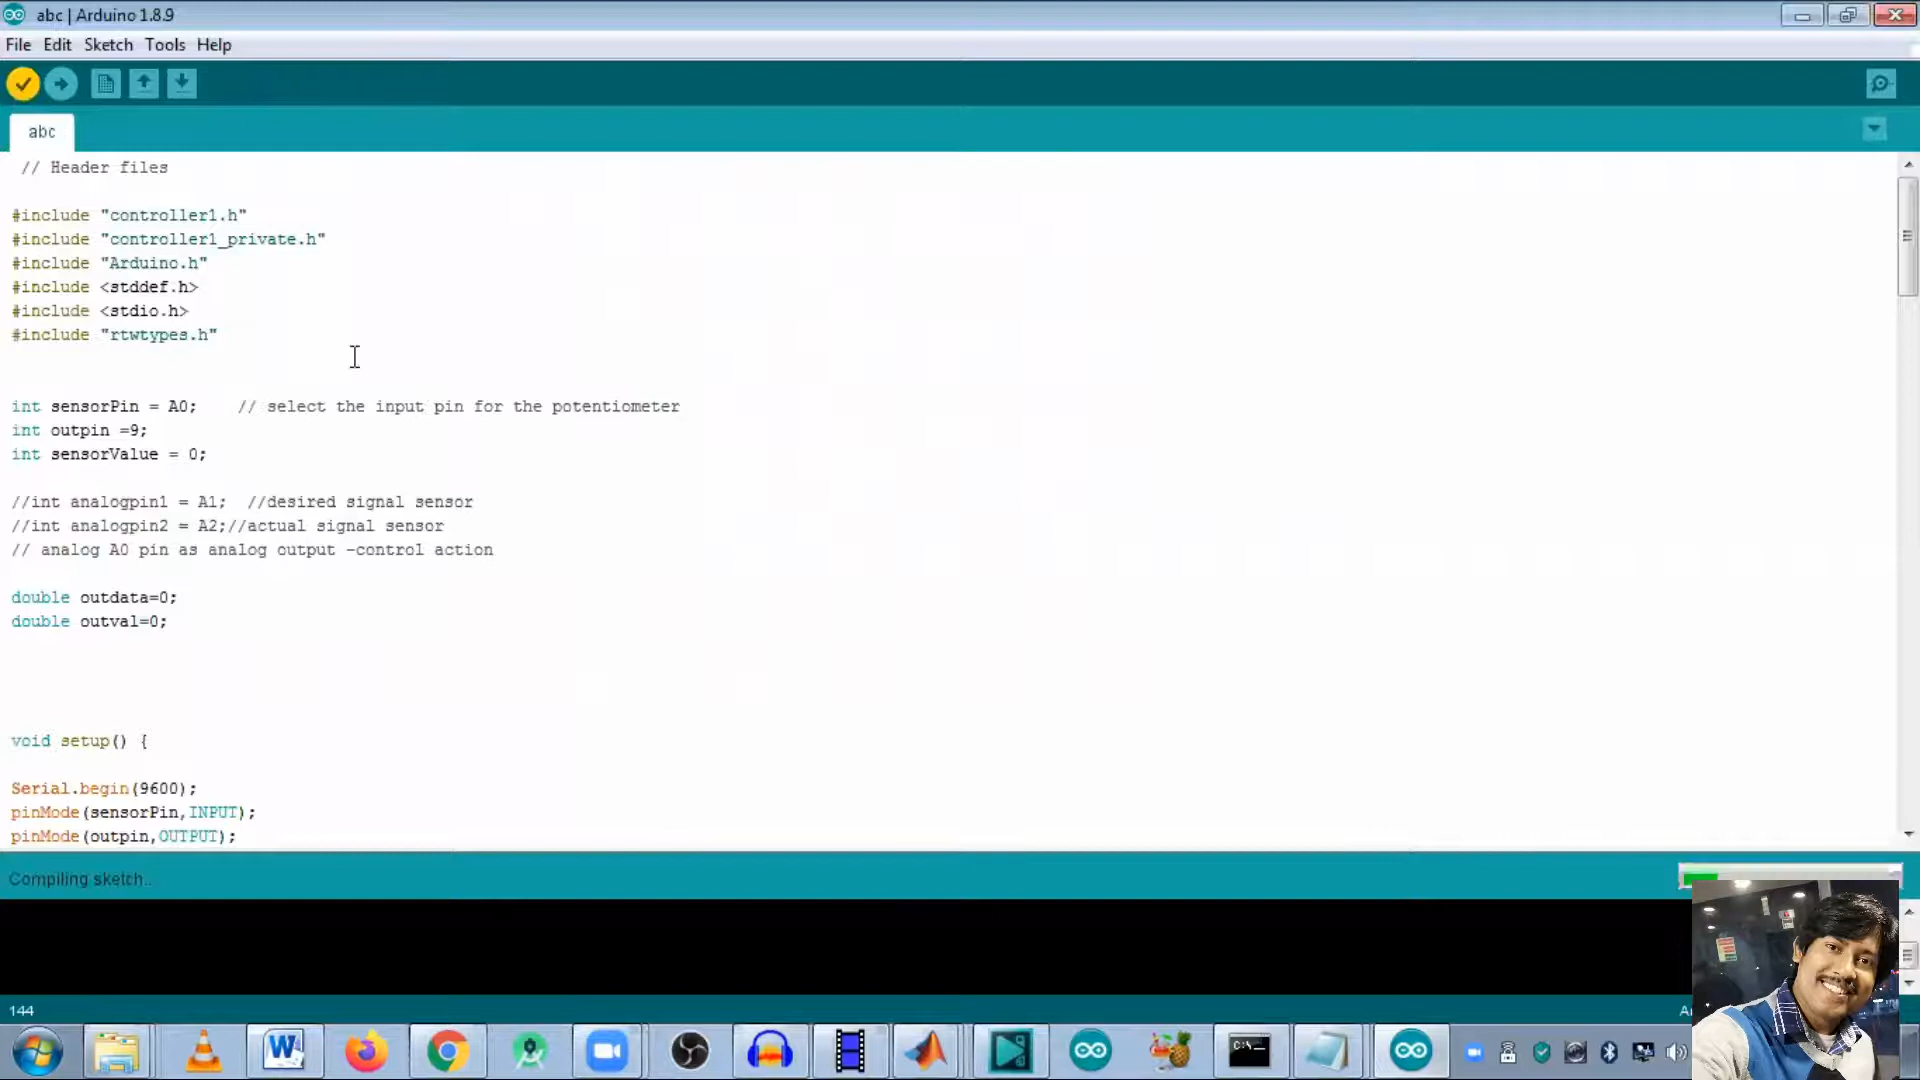 abc | Arduino 1.8.9
File Edit Sketch Tools Help
abc
// Header files
#include "controller1.h"
#include "controller1_private.h"
#include "Arduino.h"
#include <stddef.h>
#include <stdio.h>
#include "rtwtypes.h"
int sensorPin = A0;    // select the input pin for the potentiometer
int outpin =9;
int sensorValue = 0;
//int analogpin1 = A1;  //desired signal sensor
//int analogpin2 = A2;//actual signal sensor
// analog A0 pin as analog output -control action
double outdata=0;
double outval=0;
void setup() {
Serial.begin(9600);
pinMode(sensorPin,INPUT);
pinMode(outpin,OUTPUT);
Compiling sketch..
144